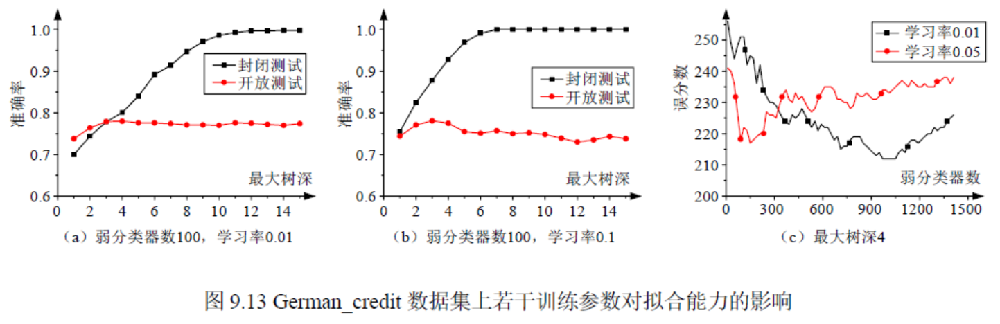 1.0
0.9
0.8
0.7
0.6
准确率
封闭测试
开放测试
最大树深
0 2 4 6 8 10 12 14
(a)弱分类器数100,学习率0.01
1.0
0.9
0.8
0.7
0.6
准确率
封闭测试
开放测试
最大树深
0 2 4 6 8 10 12 14
(b)弱分类器数100,学习率0.1
250
240
230
220
210
200
误分数
学习率0.01
学习率0.05
弱分类器数
0 300 600 900 1200 1500
(c)最大树深4
图 9.13 German_credit 数据集上若干训练参数对拟合能力的影响